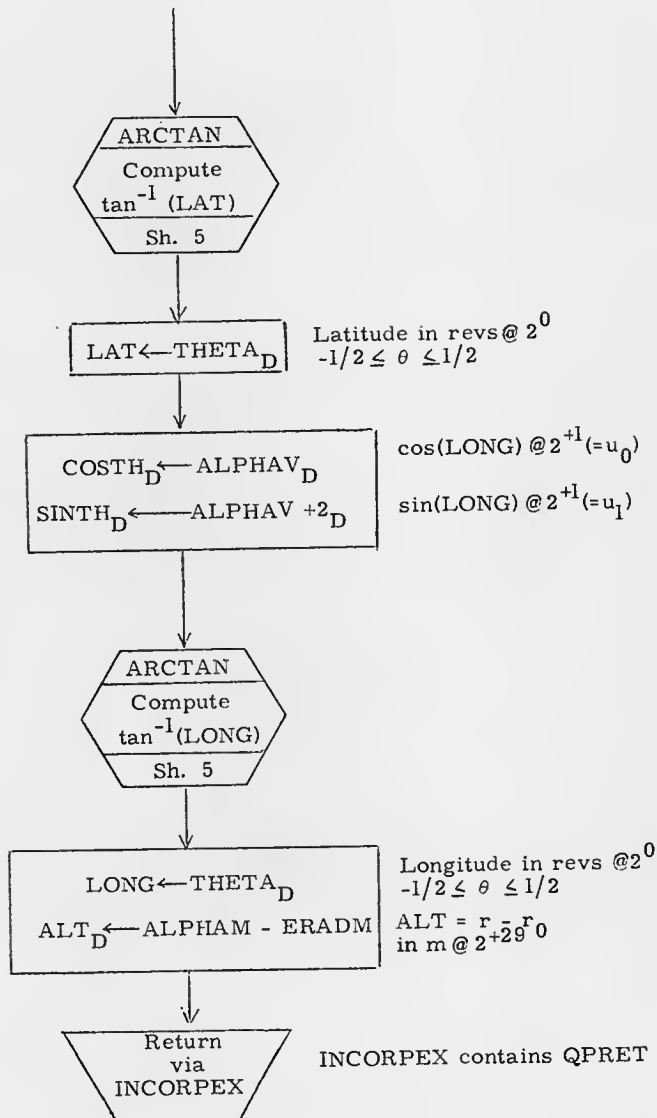 ARCTAN
Compute
tan⁻¹ (LAT)
Sh. 5
LAT←THETA_D
Latitude in revs @ 2⁰
-1/2 ≤ θ ≤ 1/2
COSTH_D ← ALPHAV_D
cos(LONG) @ 2⁺¹ (=u₀)
SINTH_D ← ALPHAV +2_D
sin(LONG) @ 2⁺¹ (=u₁)
ARCTAN
Compute
tan⁻¹(LONG)
Sh. 5
LONG←THETA_D
Longitude in revs @2⁰
-1/2 ≤ θ ≤ 1/2
ALT_D←ALPHAM - ERADM
ALT = r - r₀
in m @ 2⁺²⁹
Return
via
INCORPEX
INCORPEX contains QPRET